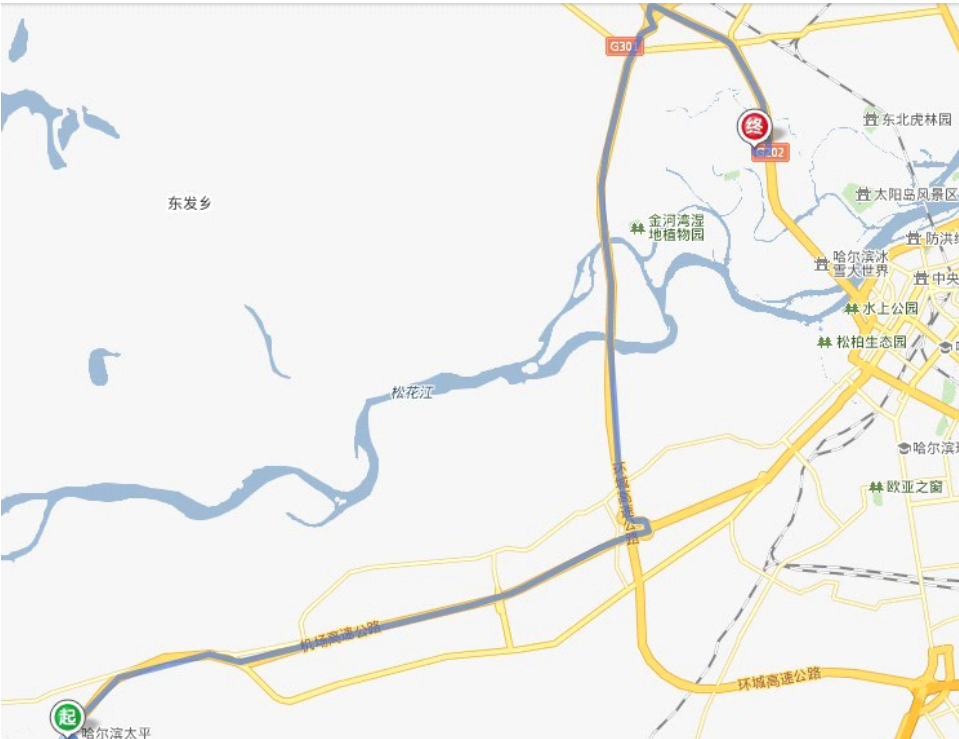 G301
终
G202
东北虎林园
东发乡
太阳岛风景区
金河湾湿
地植物园
防洪
哈尔滨冰
雪大世界
中央
水上公园
松柏生态园
松花江
哈尔滨
环城高速公路
欧亚之窗
机场高速公路
环城高速公路
起
哈尔滨太平